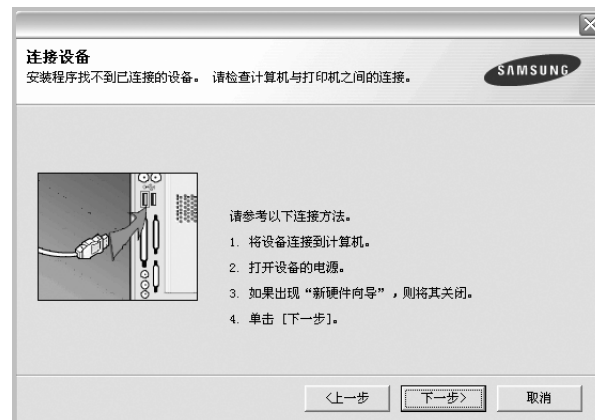 连接设备
安装程序找不到已连接的设备。 请检查计算机与打印机之间的连接。
SAMSUNG
请参考以下连接方法。
1. 将设备连接到计算机。
2. 打开设备的电源。
3. 如果出现“新硬件向导”，则将其关闭。
4. 单击 [下一步]。
<上一步
下一步>
取消